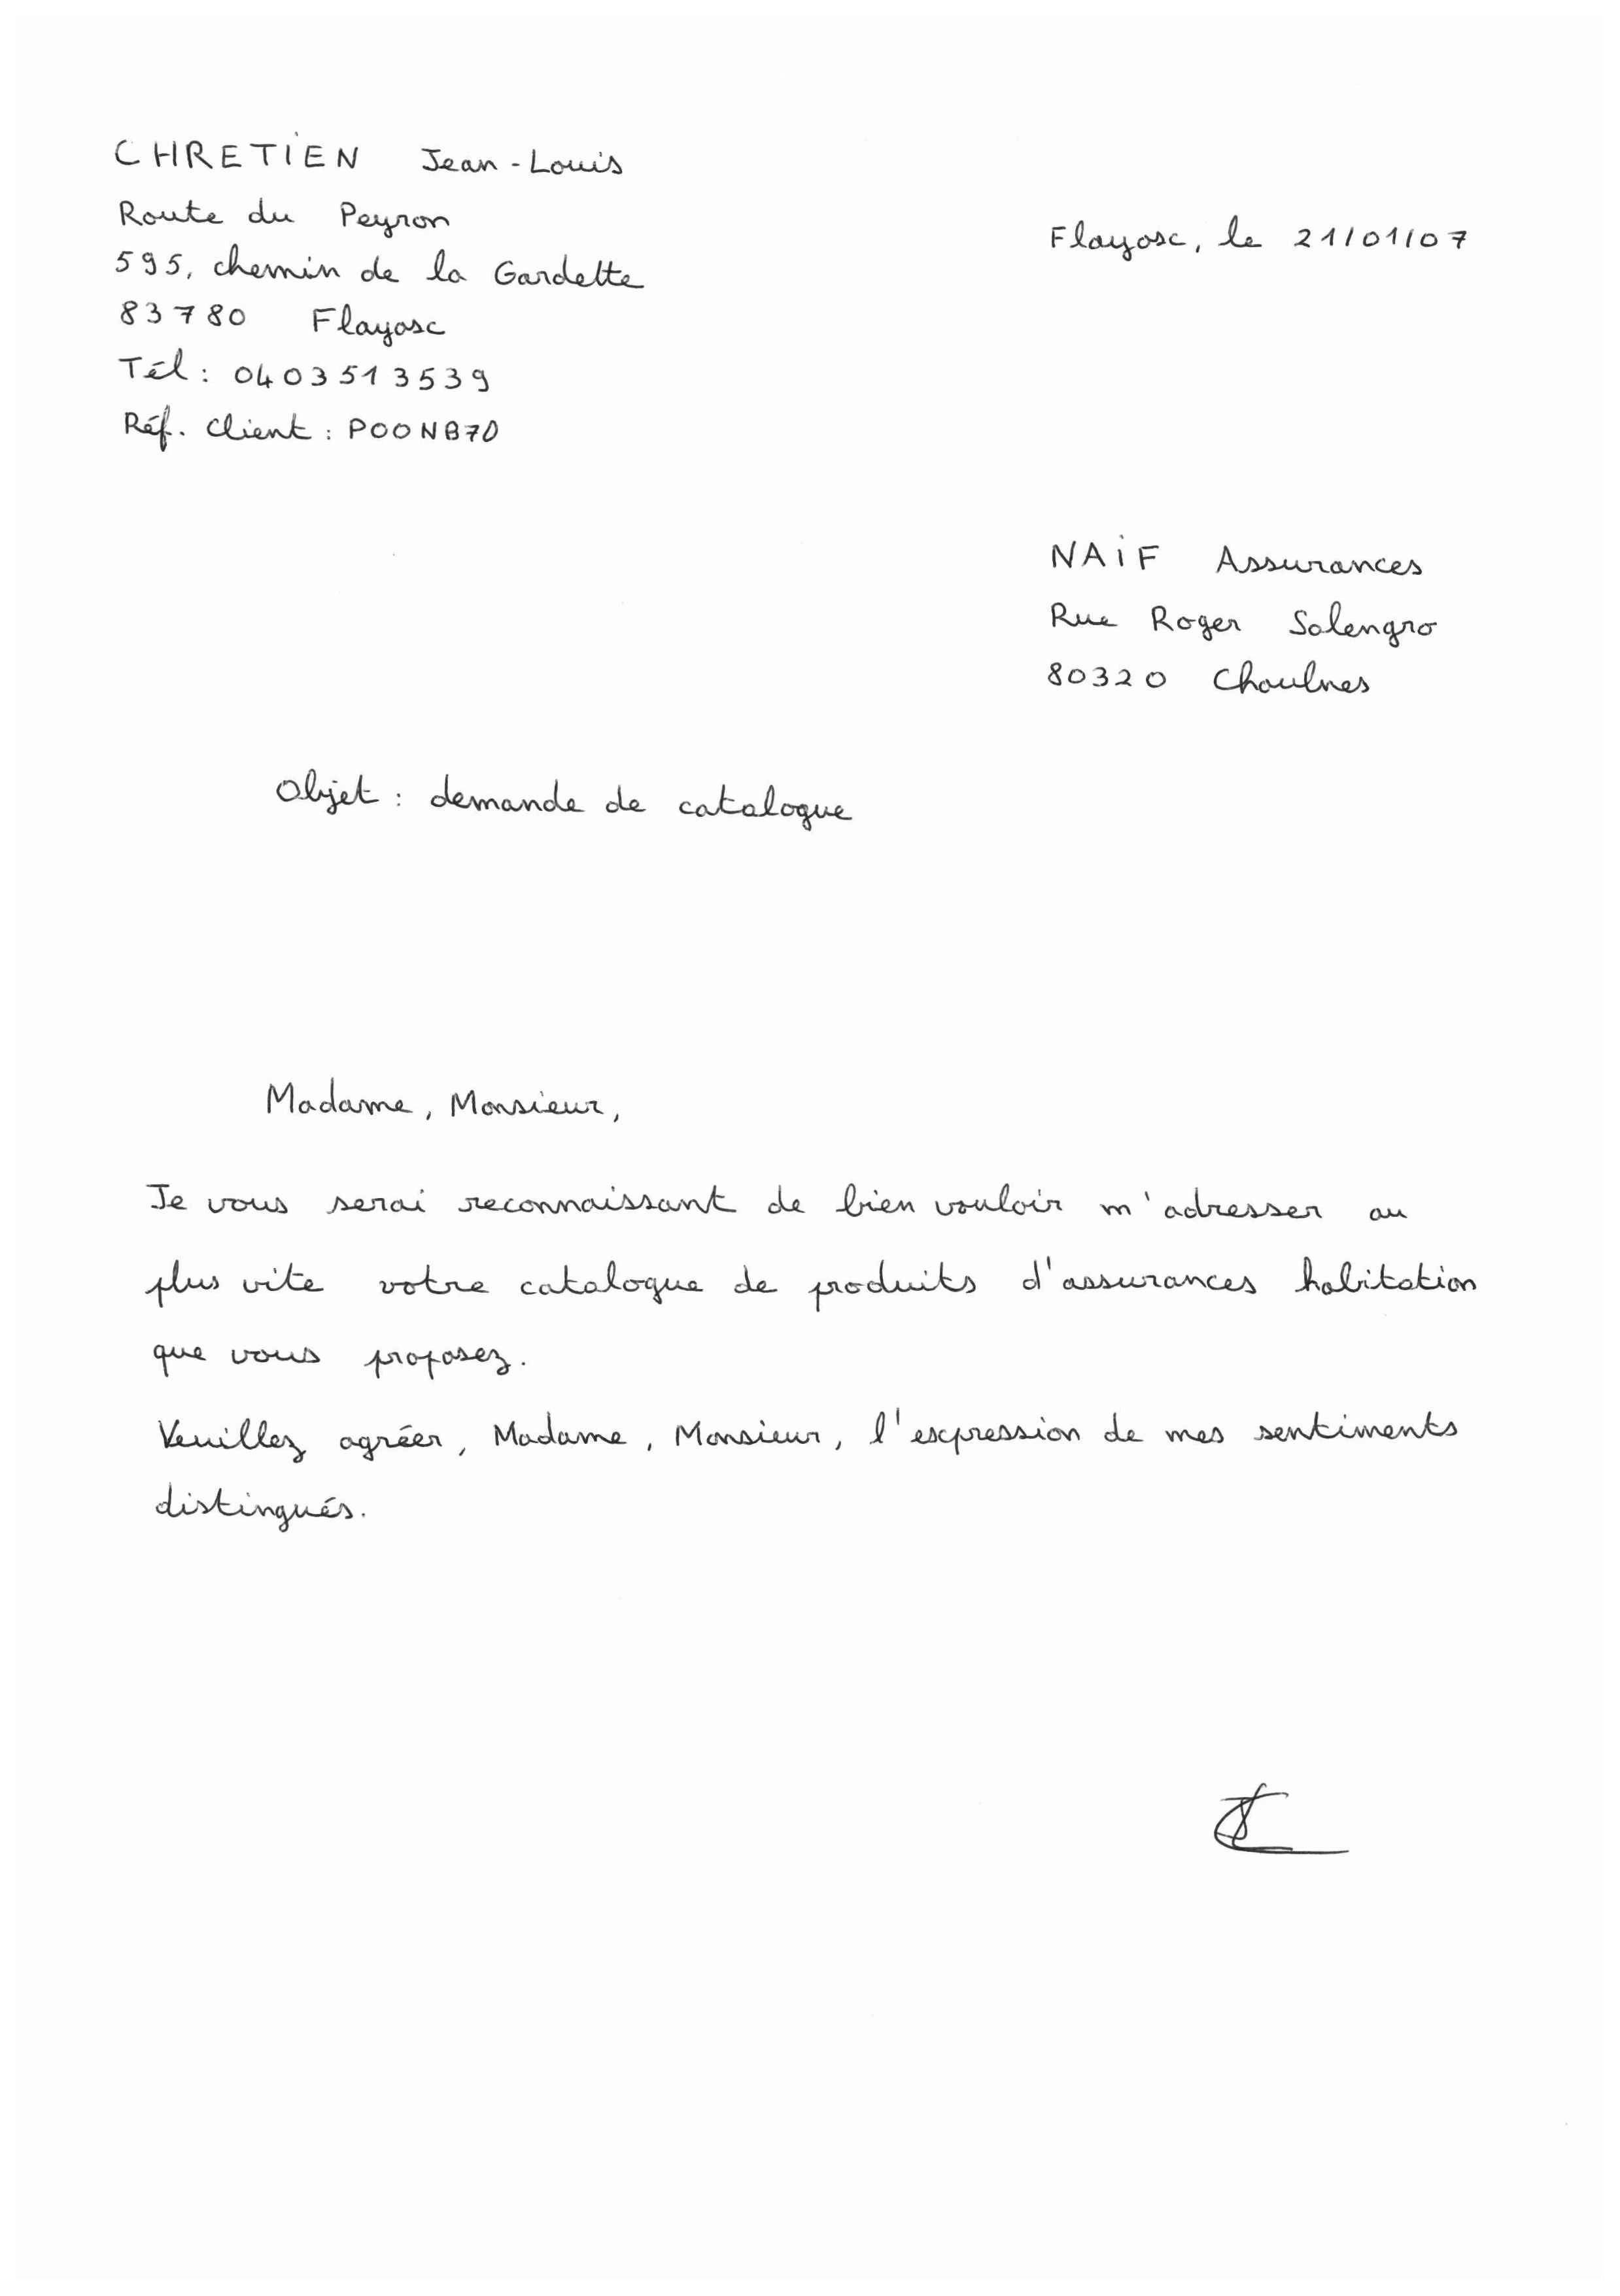 CHRETIEN Jean-Louis
Route du Peyron
595, chemin de la Gardette
83780 Flayosc
Tél : 0403513539
Réf. Client : POONB70
Flayosc, le 21/01/07
NAIF Assurances
Rue Roger Salengro
80320 Chaulnes
Objet : demande de catalogue
Madame, Monsieur,
Je vous serai reconnaissant de bien vouloir m'adresser au
plus vite votre catalogue de produits d'assurances habitation
que vous proposez.
Veuillez agréer, Madame, Monsieur, l'expression de mes sentiments
distingués.